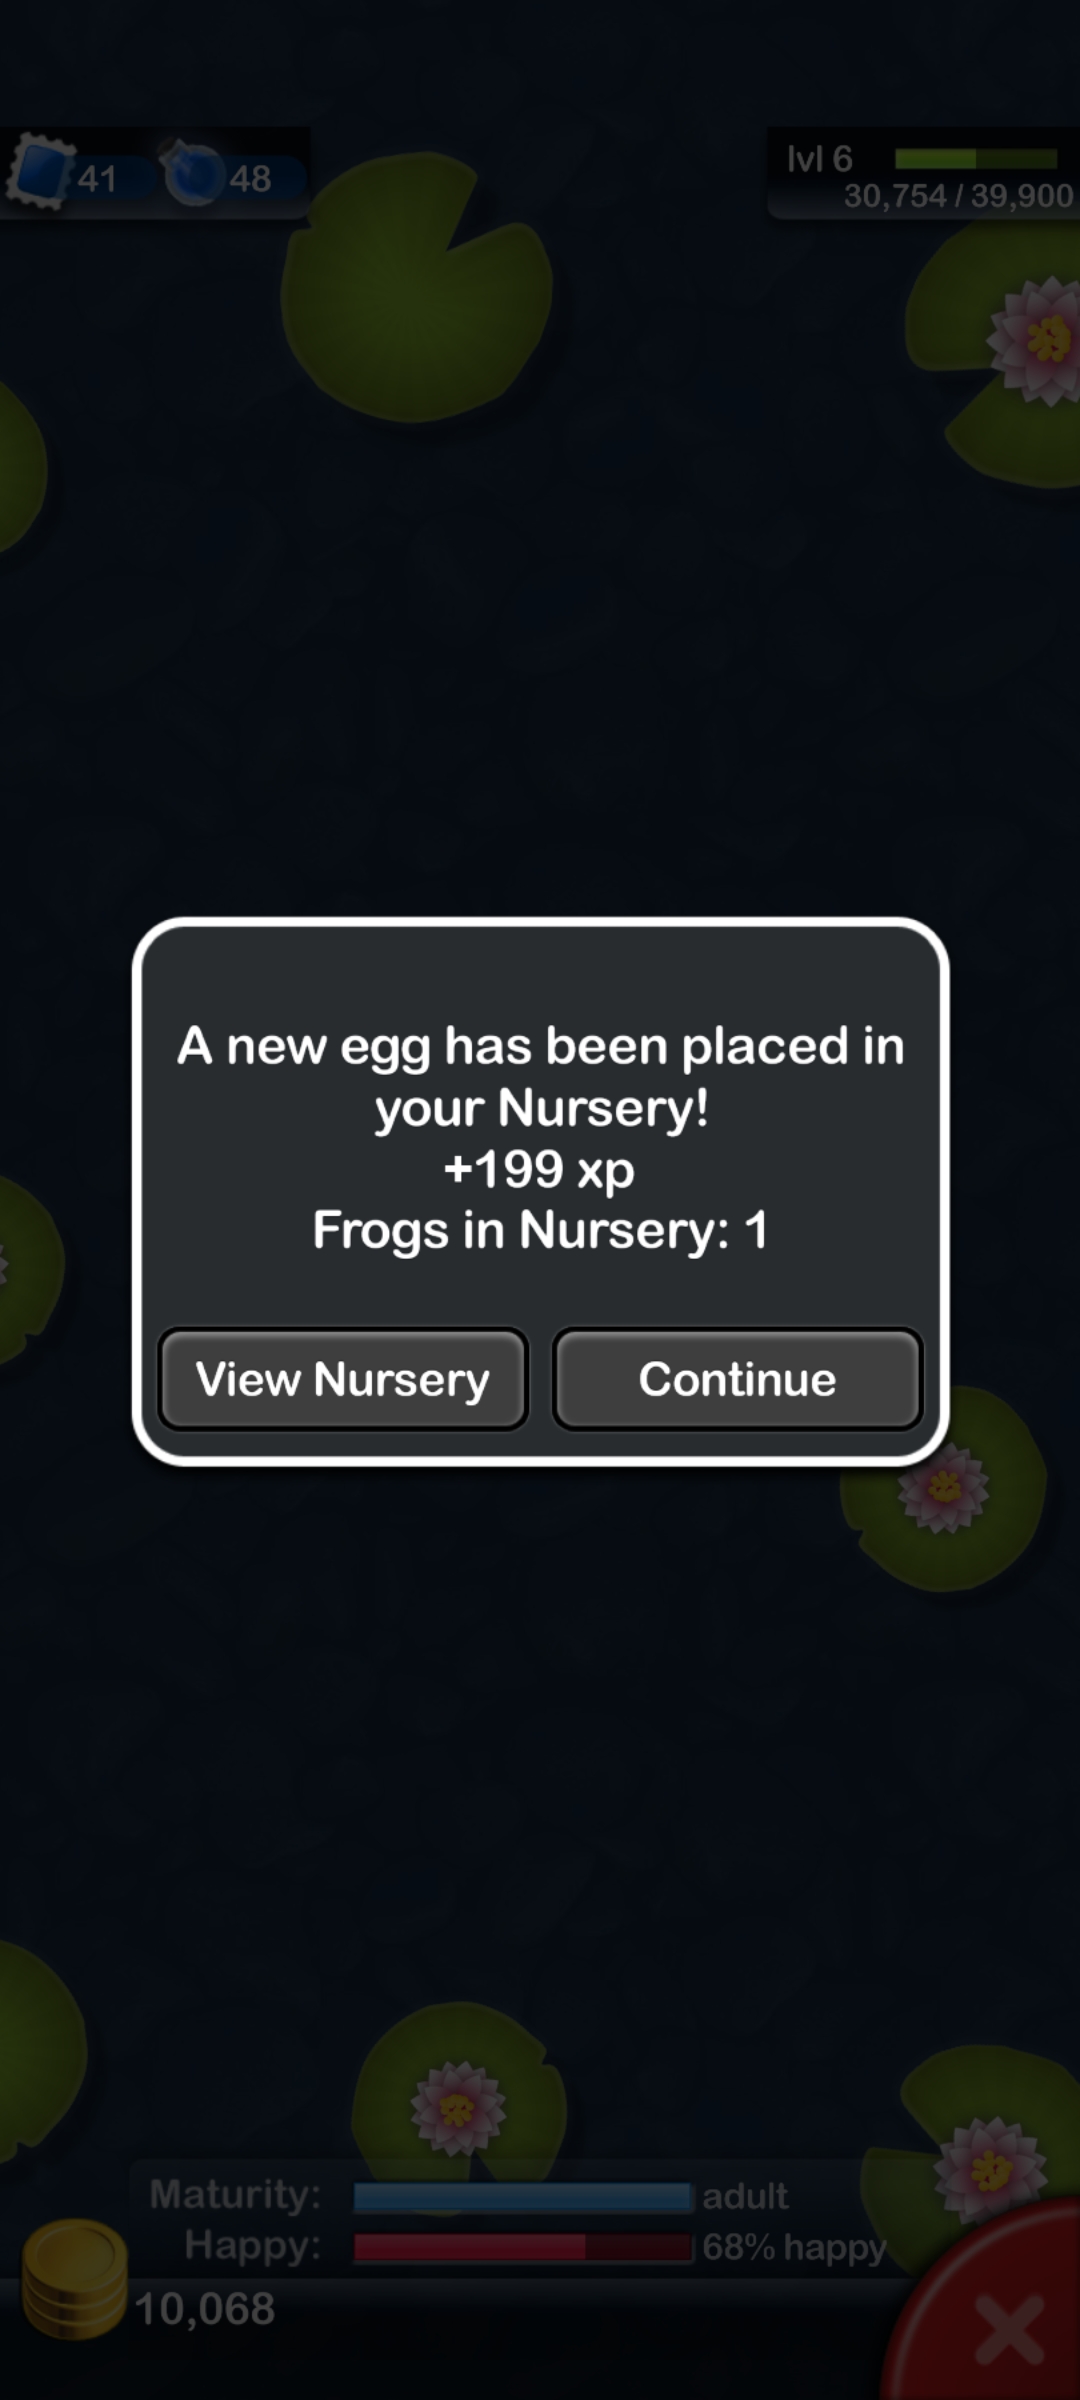 41
48
lvl 6
30,754 / 39,900
A new egg has been placed in
your Nursery!
+199 xp
Frogs in Nursery: 1
View Nursery
Continue
Maturity:
adult
Happy:
68% happy
10,068